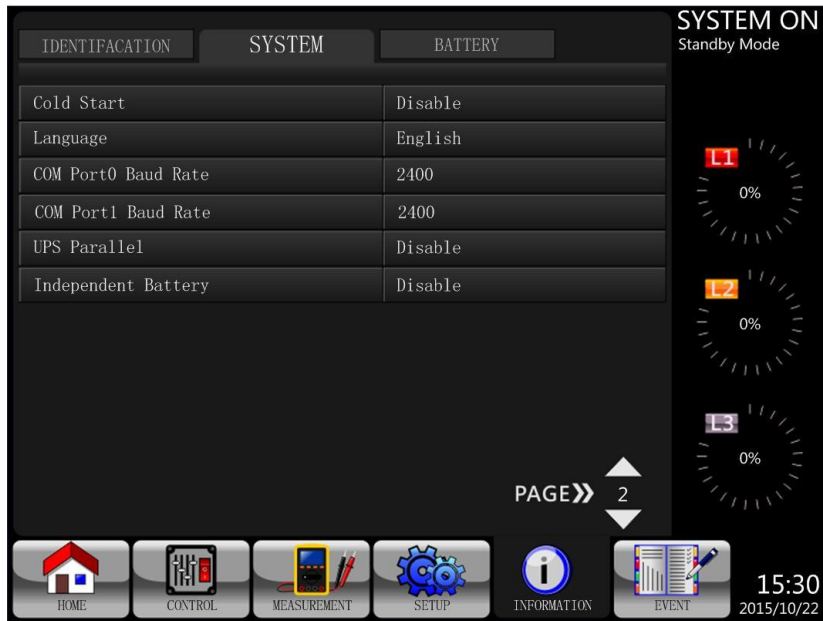 SYSTEM ON
Standby Mode
IDENTIFACATION SYSTEM BATTERY
Cold Start Disable
Language English
COM Port0 Baud Rate 2400
COM Port1 Baud Rate 2400
UPS Parallel Disable
Independent Battery Disable
L1
0%
L2
0%
L3
0%
PAGE 2
HOME CONTROL MEASUREMENT SETUP INFORMATION EVENT
15:30
2015/10/22